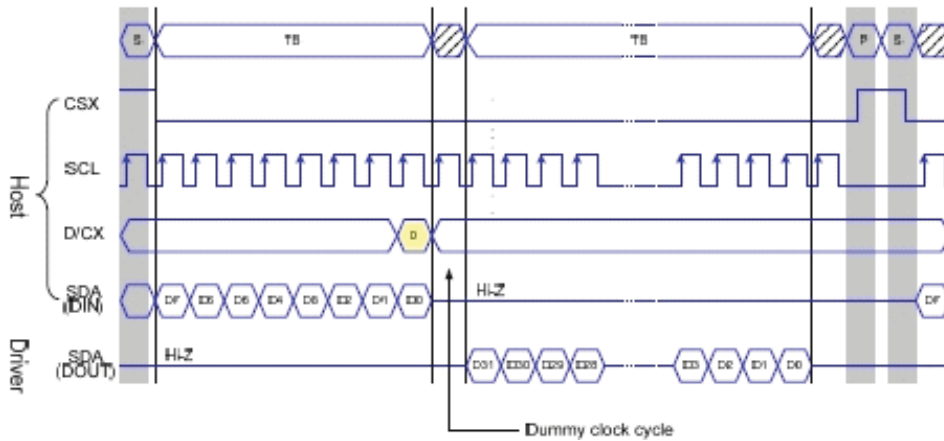 S TB TB P S
CSX
SCL
Host
D/CX D
SDA (DIN) D7 D6 D5 D4 D3 D2 D1 D0 Hi-Z D7
Driver
SDA (DOUT) Hi-Z D31 D30 D29 D28 D3 D2 D1 D0
Dummy clock cycle